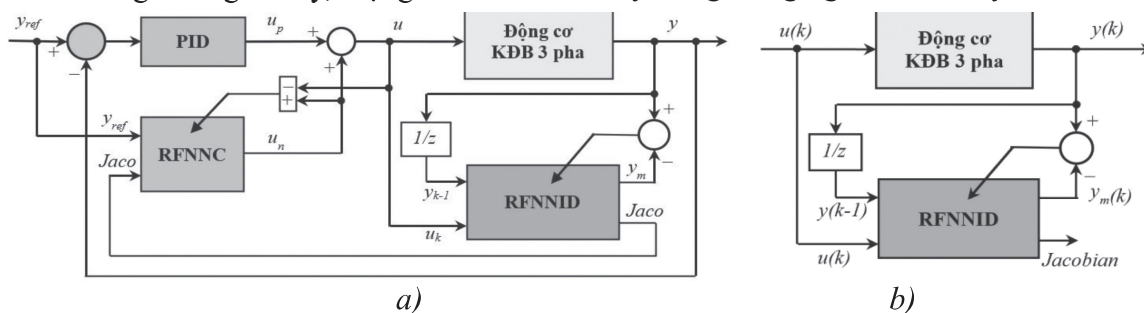 y_ref
+
−
PID
u_p
+
+
u
Động cơ
KĐB 3 pha
y
−
+
y_ref
Jaco
RFNNC
u_n
1/z
y_{k-1}
u_k
RFNNID
y_m
+
−
Jaco
a)
u(k)
Động cơ
KĐB 3 pha
y(k)
1/z
y(k-1)
u(k)
RFNNID
+
−
y_m(k)
Jacobian
b)